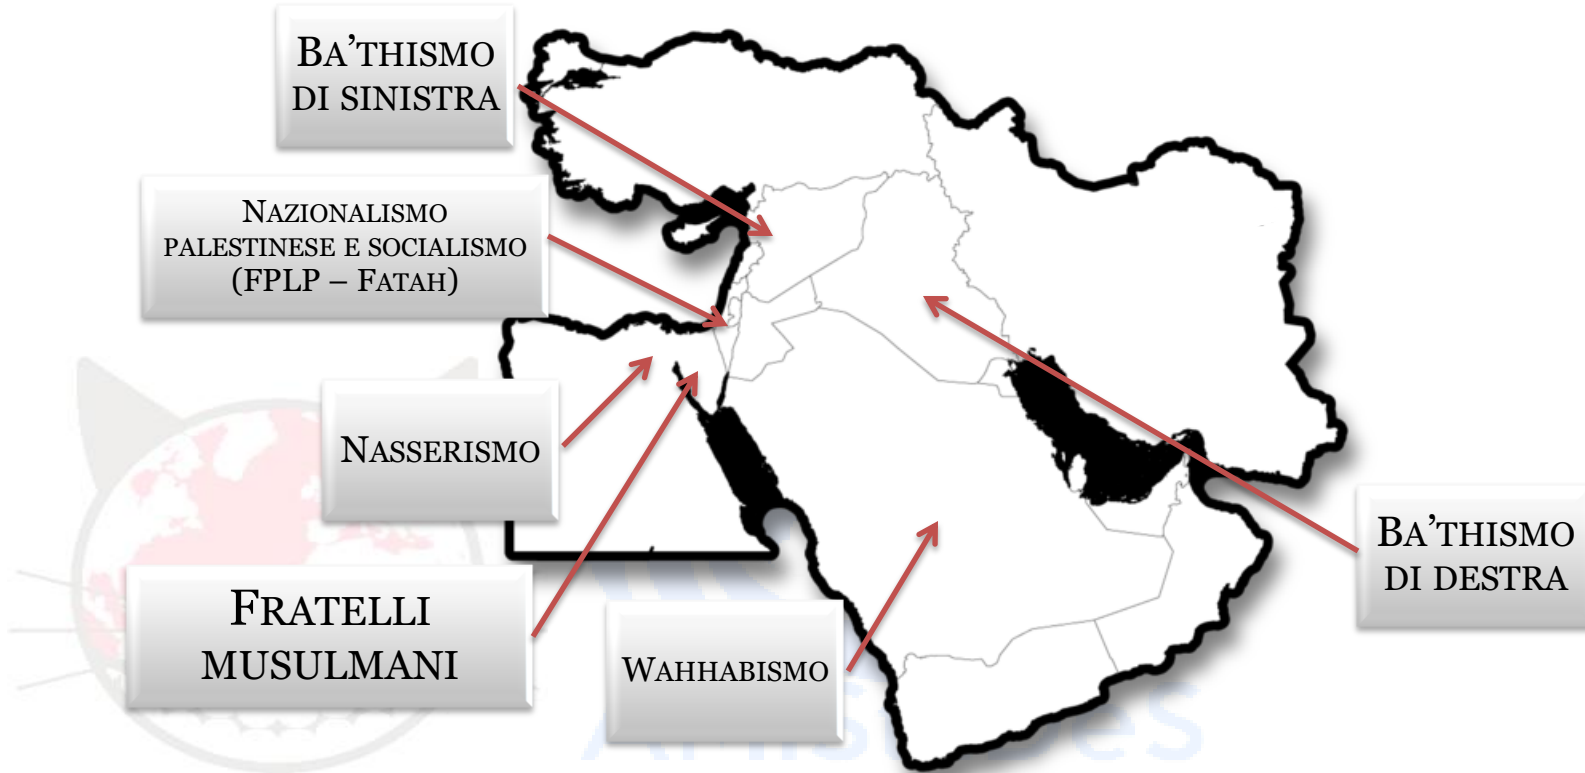 BA'THISMO
DI SINISTRA
NAZIONALISMO
PALESTINESE E SOCIALISMO
(FPLP – FATAH)
NASSERISMO
FRATELLI
MUSULMANI
WAHHABISMO
BA'THISMO
DI DESTRA